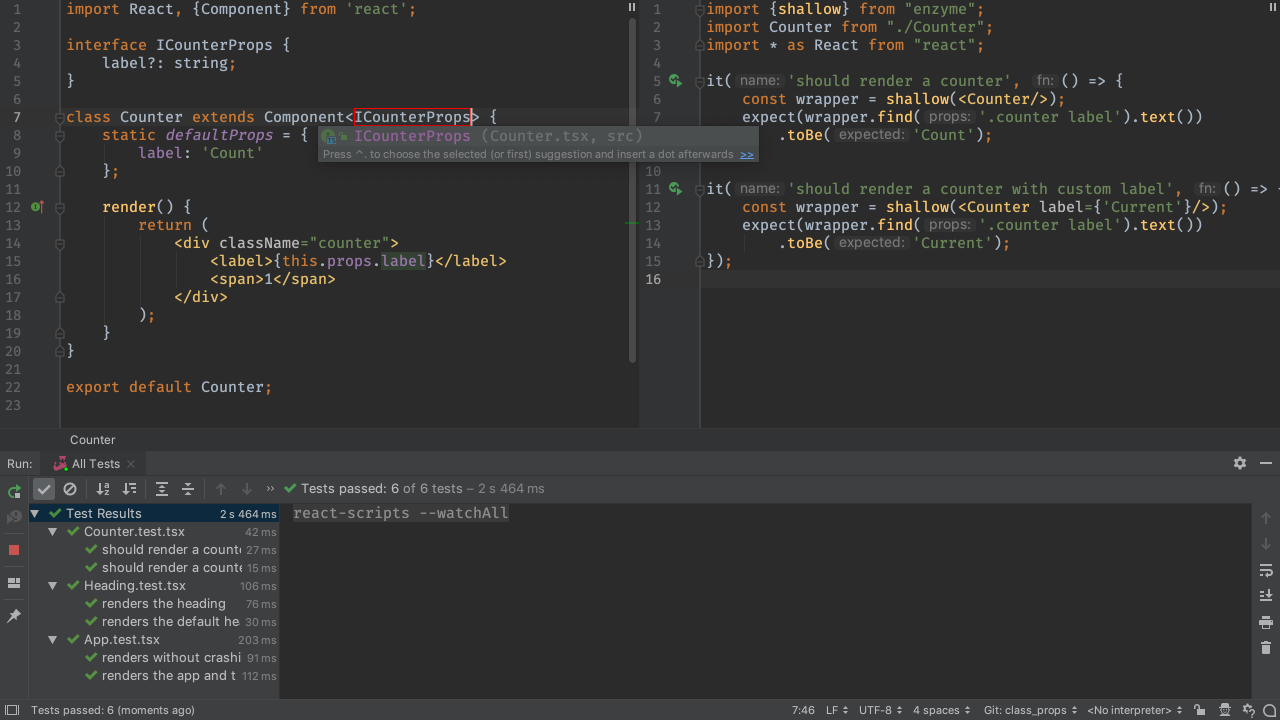 1 import React, {Component} from 'react';
2
3 interface ICounterProps {
4     label?: string;
5 }
6
7 class Counter extends Component<ICounterProps> {
8     static defaultProps = {
9         label: 'Count'
10     };
11
12     render() {
13         return (
14             <div className="counter">
15                 <label>{this.props.label}</label>
16                 <span>1</span>
17             </div>
18         );
19     }
20 }
21
22 export default Counter;
23
ICounterProps (Counter.tsx, src)
Press ^. to choose the selected (or first) suggestion and insert a dot afterwards >>
1 import {shallow} from "enzyme";
2 import Counter from "./Counter";
3 import * as React from "react";
4
5 it( name: 'should render a counter', fn: () => {
6     const wrapper = shallow(<Counter/>);
7     expect(wrapper.find( props: '.counter label').text())
.toBe( expected: 'Count');
10
11 it( name: 'should render a counter with custom label', fn: () => {
12     const wrapper = shallow(<Counter label={'Current'}/>);
13     expect(wrapper.find( props: '.counter label').text())
14         .toBe( expected: 'Current');
15 });
16
Counter
Run: All Tests
Tests passed: 6 of 6 tests – 2 s 464 ms
Test Results 2 s 464 ms
Counter.test.tsx 42 ms
should render a counte 27 ms
should render a counte 15 ms
Heading.test.tsx 106 ms
renders the heading 76 ms
renders the default he 30 ms
App.test.tsx 203 ms
renders without crashi 91 ms
renders the app and t 112 ms
react-scripts --watchAll
Tests passed: 6 (moments ago) 7:46 LF UTF-8 4 spaces Git: class_props <No interpreter>